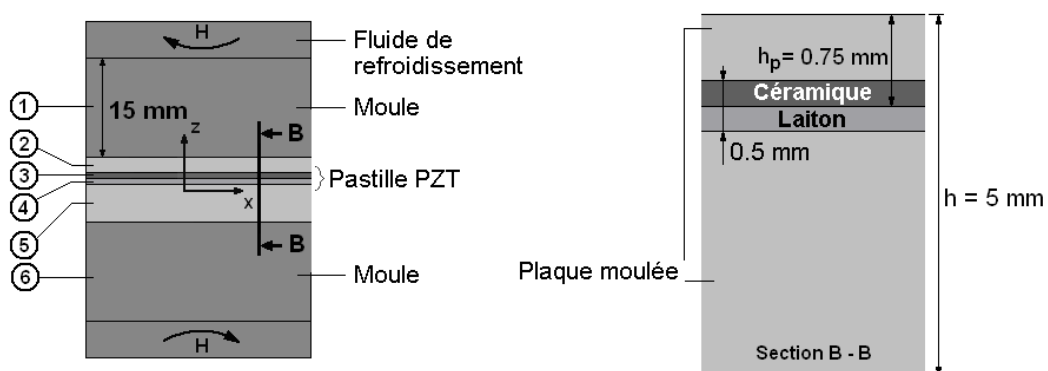 H
Fluide de
refroidissement
1
15 mm
Moule
2
3
4
5
6
z
B
x
Pastille PZT
B
Moule
H
hp= 0.75 mm
Céramique
Laiton
0.5 mm
h = 5 mm
Plaque moulée
Section B - B